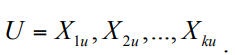 U = X₁ᵤ, X₂ᵤ, ..., Xₖᵤ .